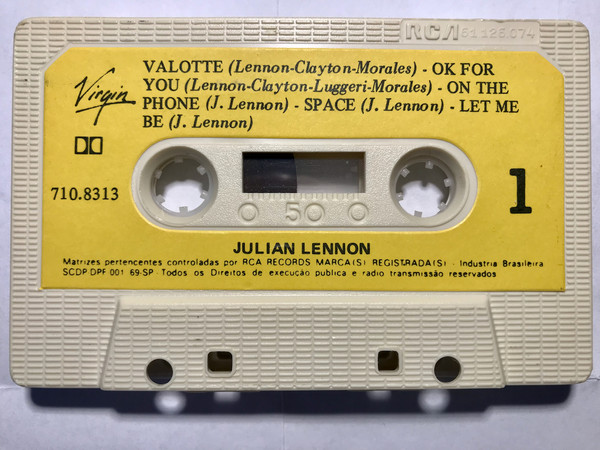 RCA 51 126 074
VALOTTE (Lennon-Clayton-Morales) - OK FOR
YOU (Lennon-Clayton-Luggeri-Morales) - ON THE
PHONE (J. Lennon) - SPACE (J. Lennon) - LET ME
BE (J. Lennon)
Virgin
710.8313
50
1
JULIAN LENNON
Matrizes pertencentes controladas por RCA RECORDS MARCA(S) REGISTRADA(S) - Industria Brasileira
SCDP-DPF 001 69-SP - Todos os Direitos de execução publica e radio transmissão reservados